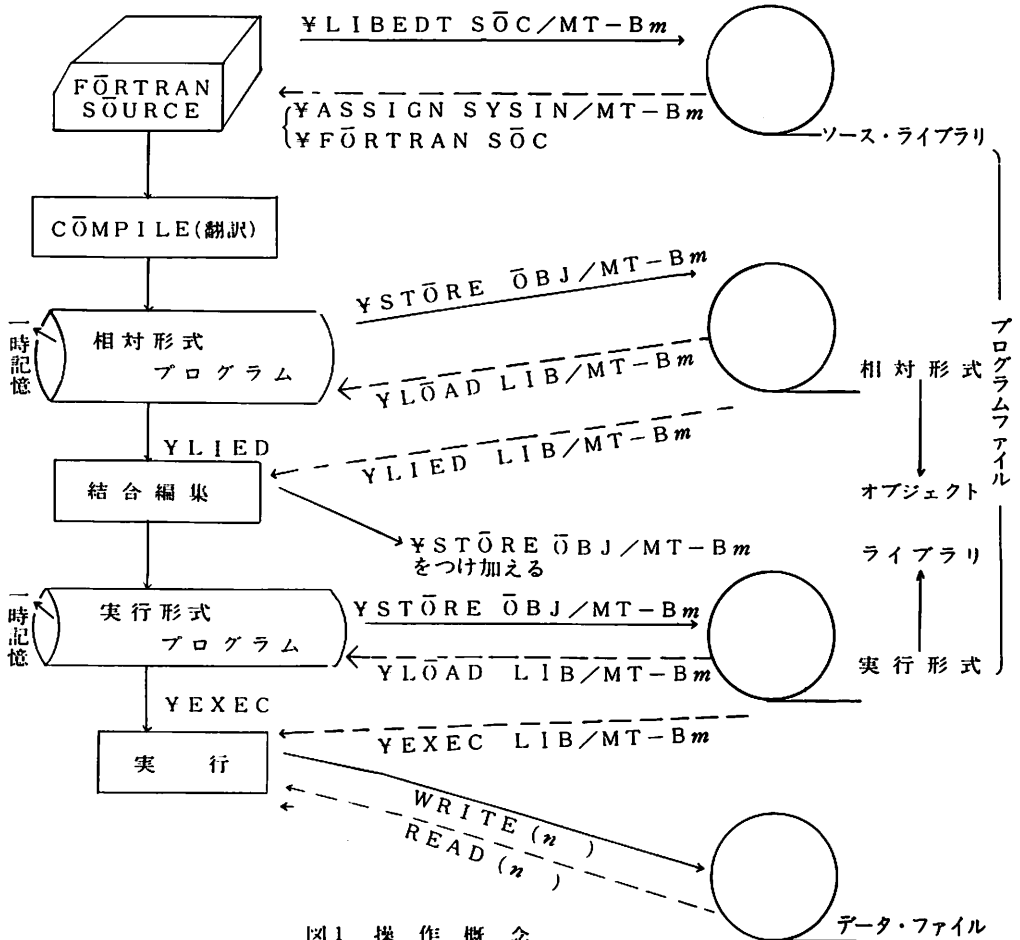 ¥LIBEDT SŌC/MT-Bm
FŌRTRAN
SŌURCE
¥ASSIGN SYSIN/MT-Bm
¥FŌRTRAN SŌC
ソース・ライブラリ
CŌMPILE(翻訳)
¥STŌRE ŌBJ/MT-Bm
一時記憶
相対形式
プログラム
¥LŌAD LIB/MT-Bm
相対形式
プログラムファイル
¥LIED
¥LIED LIB/MT-Bm
結合編集
オブジェクト
¥STŌRE ŌBJ/MT-Bm
をつけ加える
ライブラリ
一時記憶
実行形式
プログラム
¥STŌRE ŌBJ/MT-Bm
¥LŌAD LIB/MT-Bm
実行形式
¥EXEC
¥EXEC LIB/MT-Bm
実行
WRITE(n )
READ(n )
データ・ファイル
図1 操作概念